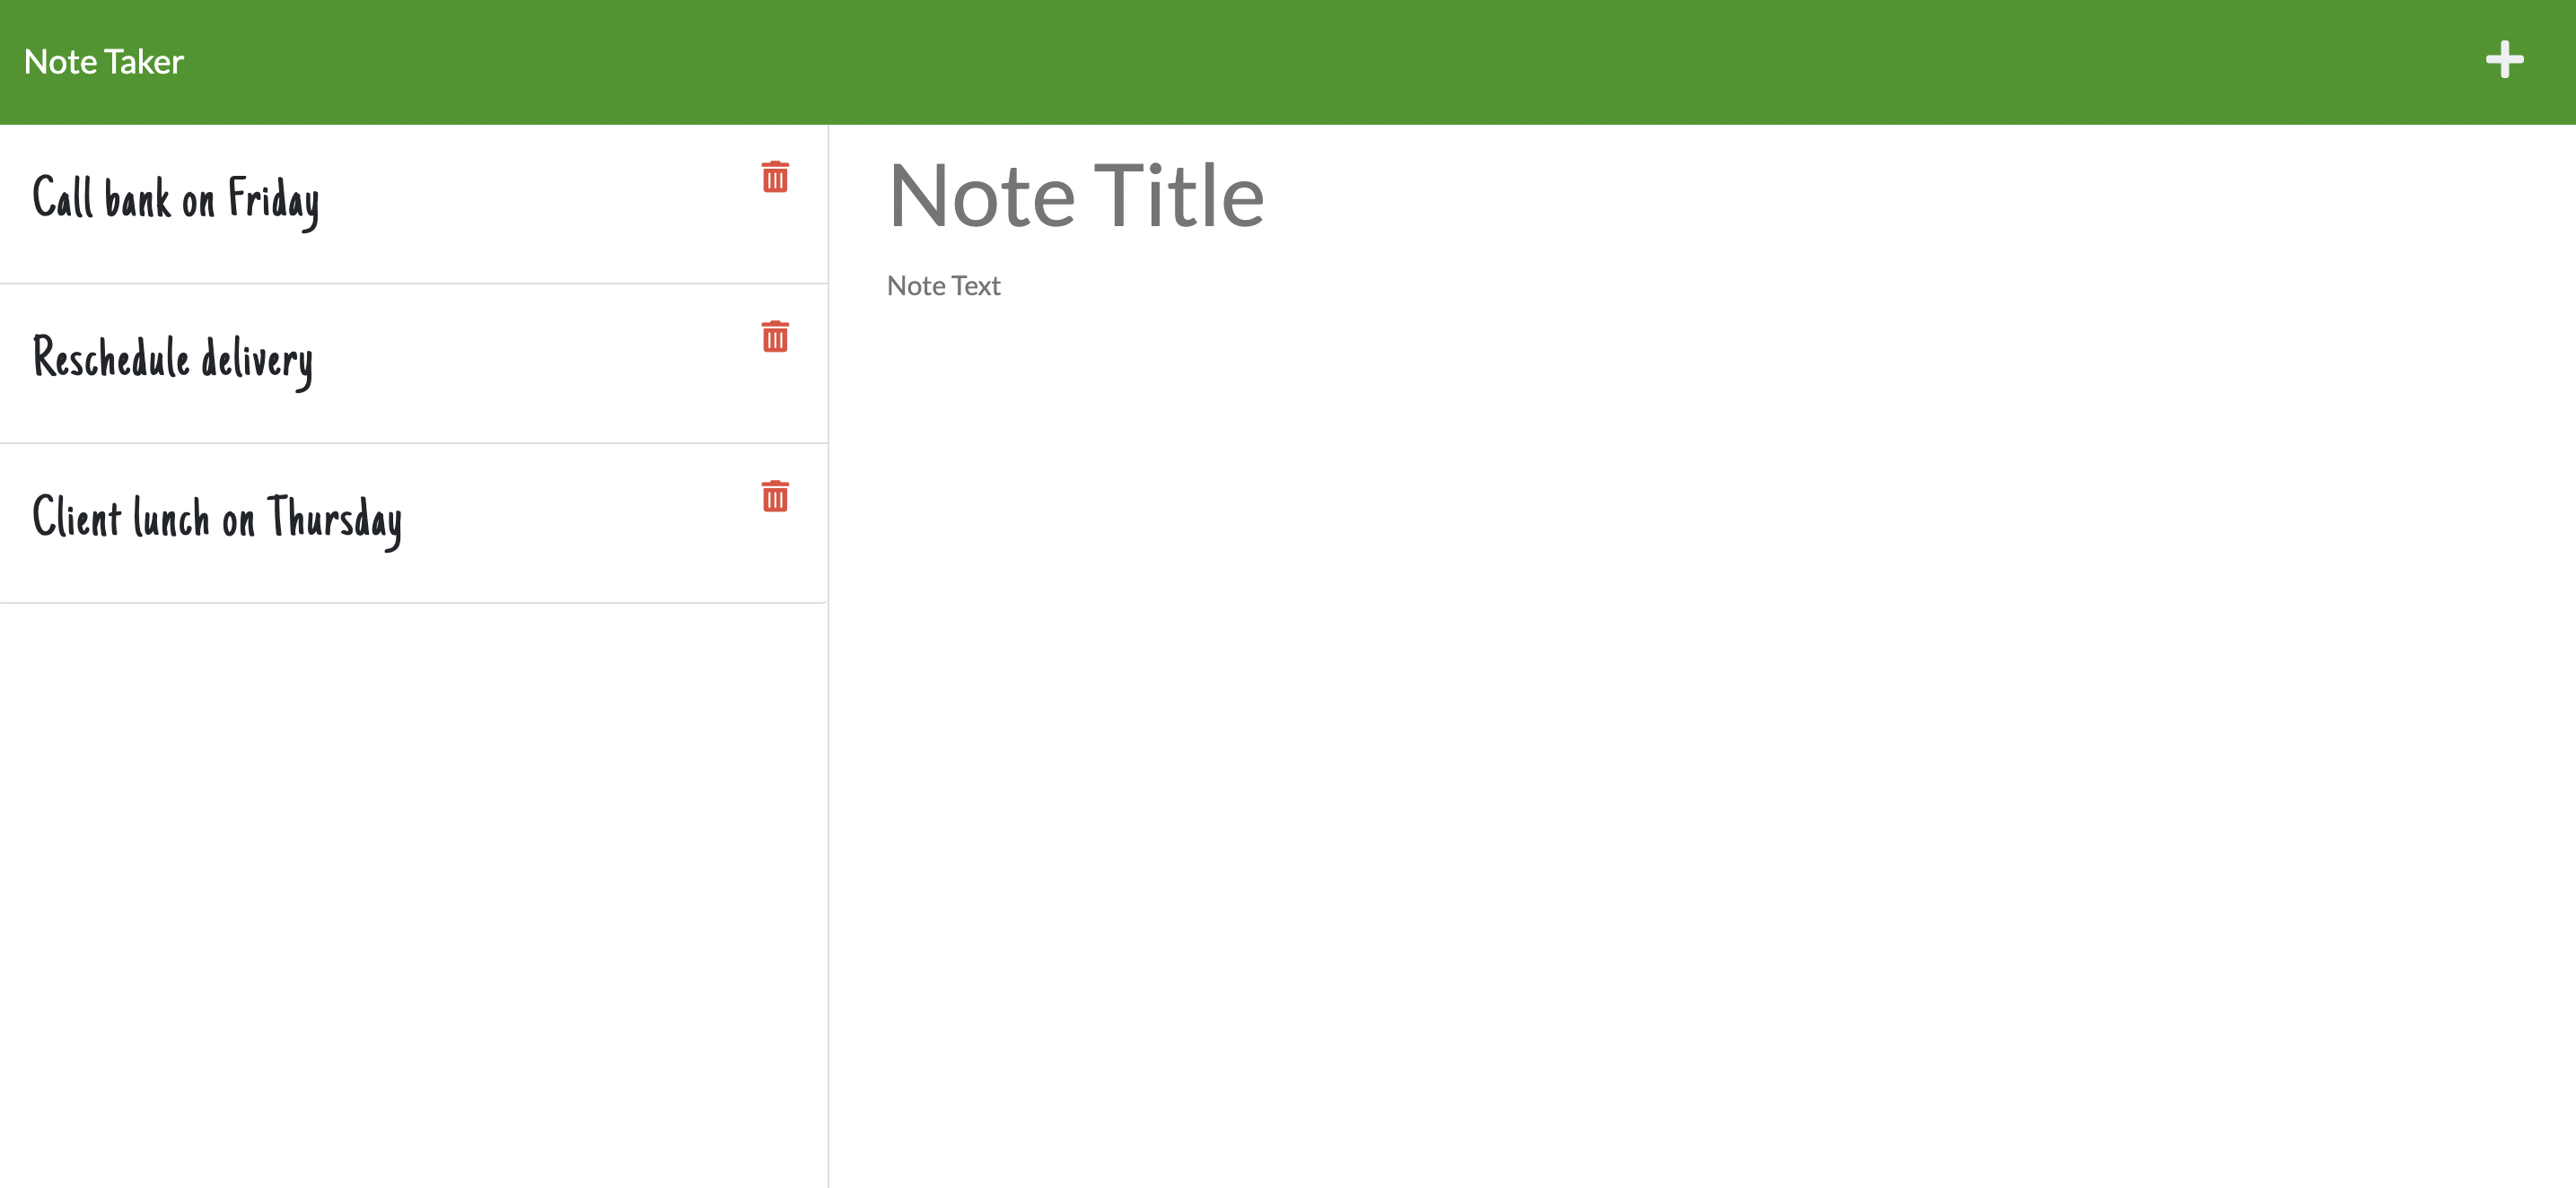 Note Taker
Call bank on Friday
Reschedule delivery
Client lunch on Thursday
Note Title
Note Text